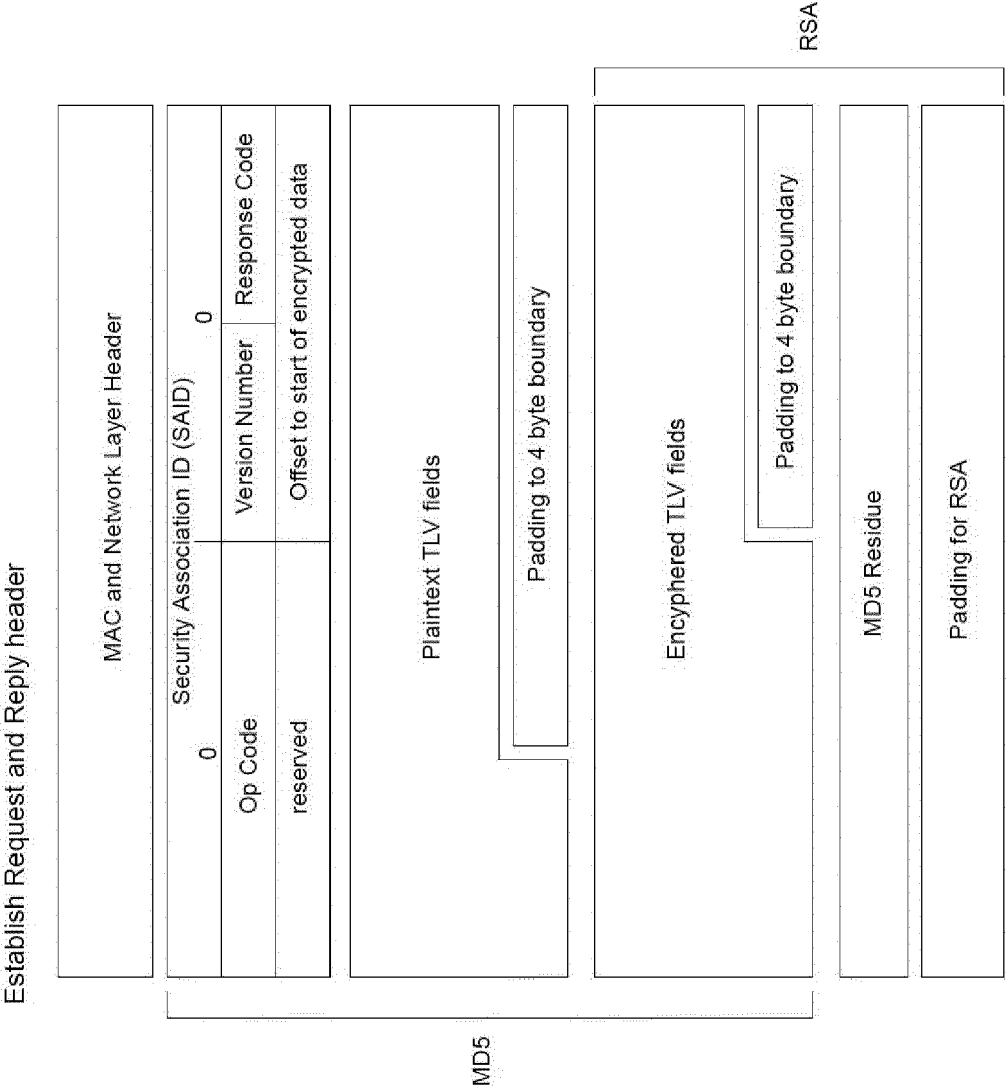 Establish Request and Reply header
MAC and Network Layer Header
Security Association ID (SAID)
0
0
Op Code
Version Number
Response Code
reserved
Offset to start of encrypted data
Plaintext TLV fields
Padding to 4 byte boundary
Encyphered TLV fields
Padding to 4 byte boundary
MD5 Residue
Padding for RSA
MD5
RSA